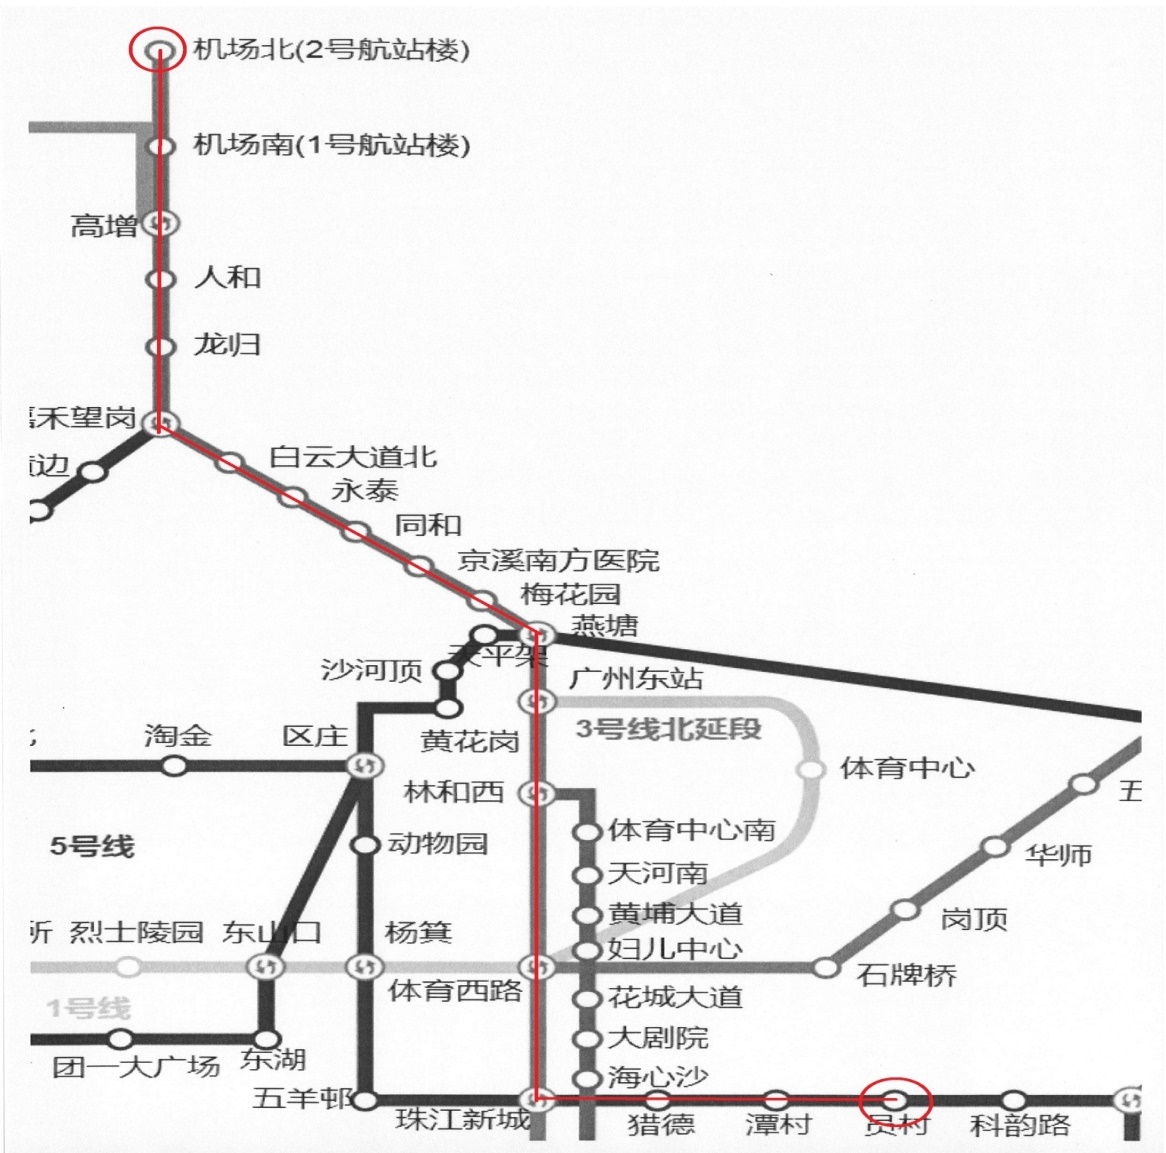 机场北(2号航站楼)
机场南(1号航站楼)
高增
人和
龙归
禾望岗
边
白云大道北
永泰
同和
京溪南方医院
梅花园
燕塘
天平架
沙河顶
广州东站
3号线北延段
淘金
区庄
黄花岗
体育中心
林和西
五
5号线
动物园
体育中心南
华师
天河南
岗顶
黄埔大道
所
烈士陵园
东山口
杨箕
妇儿中心
体育西路
石牌桥
花城大道
1号线
大剧院
团一大广场
东湖
海心沙
五羊邨
珠江新城
猎德
潭村
员村
科韵路